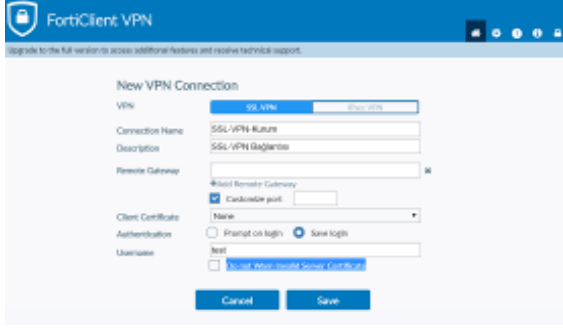 FortiClient VPN
Upgrade to the full version to access additional features and receive technical support.
New VPN Connection
VPN SSL-VPN IPsec VPN
Connection Name SSL-VPN-Kurum
Description SSL-VPN Bağlantısı
Remote Gateway
+Add Remote Gateway
Customize port
Client Certificate None
Authentication Prompt on login Save login
Username test
Do not Warn Invalid Server Certificate
Cancel Save